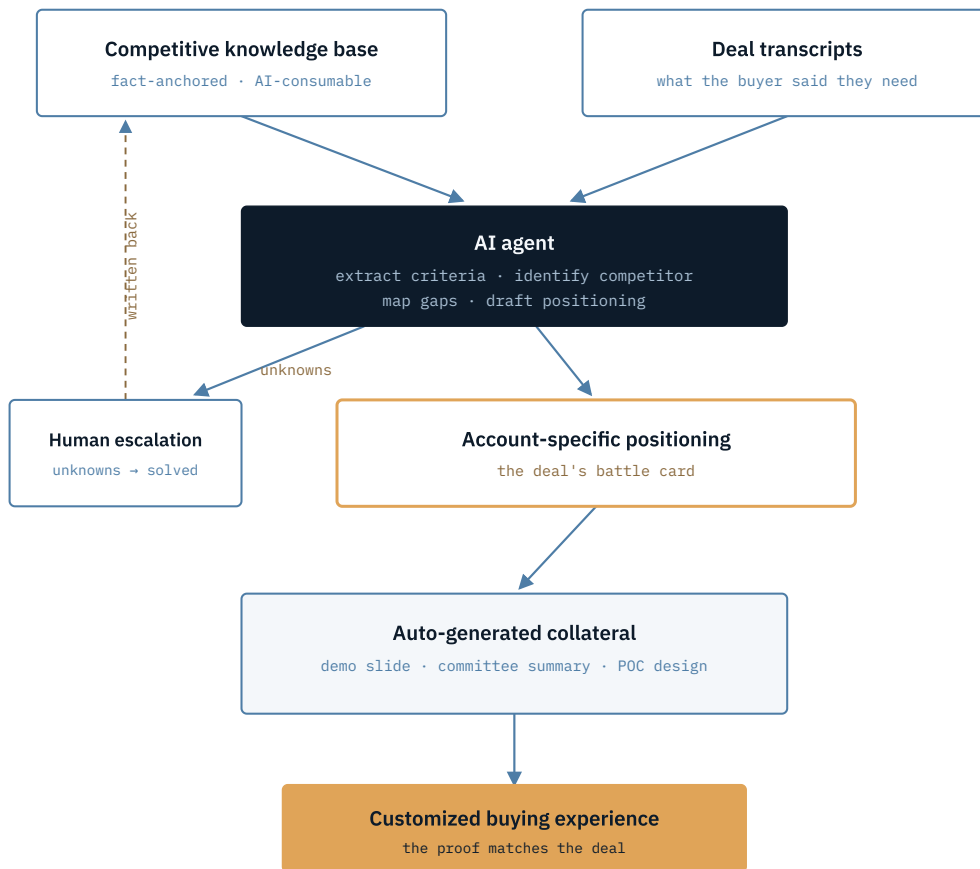 Competitive knowledge base
fact-anchored · AI-consumable
Deal transcripts
what the buyer said they need
AI agent
extract criteria · identify competitor
map gaps · draft positioning
written back
unknowns
Human escalation
unknowns → solved
Account-specific positioning
the deal's battle card
Auto-generated collateral
demo slide · committee summary · POC design
Customized buying experience
the proof matches the deal